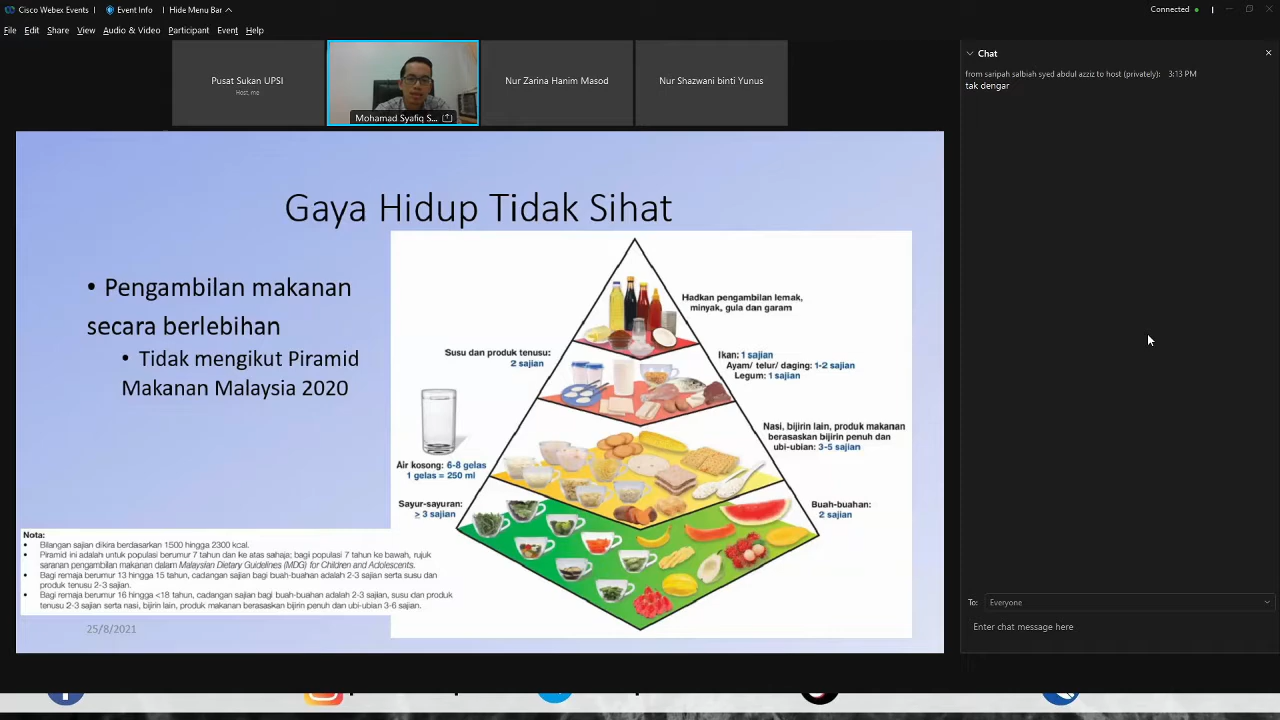 Cisco Webex Events
Event Info
Hide Menu Bar
Connected
File Edit Share View Audio & Video Participant Event Help
Pusat Sukan UPSI
Host, me
Mohamad Syafiq S...
Nur Zarina Hanim Masod
Nur Shazwani binti Yunus
Gaya Hidup Tidak Sihat
• Pengambilan makanan
secara berlebihan
• Tidak mengikut Piramid
Makanan Malaysia 2020
Hadkan pengambilan lemak,
minyak, gula dan garam
Susu dan produk tenusu:
2 sajian
Ikan: 1 sajian
Ayam/ telur/ daging: 1-2 sajian
Legum: 1 sajian
Nasi, bijirin lain, produk makanan
berasaskan bijirin penuh dan
ubi-ubian: 3-5 sajian
Air kosong: 6-8 gelas
1 gelas = 250 ml
Sayur-sayuran:
≥ 3 sajian
Buah-buahan:
2 sajian
Nota:
• Bilangan sajian dikira berdasarkan 1500 hingga 2300 kcal.
• Piramid ini adalah untuk populasi berumur 7 tahun dan ke atas sahaja; bagi populasi 7 tahun ke bawah, rujuk
saranan pengambilan makanan dalam Malaysian Dietary Guidelines (MDG) for Children and Adolescents.
• Bagi remaja berumur 13 hingga 15 tahun, cadangan sajian bagi buah-buahan adalah 2-3 sajian serta susu dan
produk tenusu 2-3 sajian.
• Bagi remaja berumur 16 hingga <18 tahun, cadangan sajian bagi buah-buahan adalah 2-3 sajian, susu dan produk
tenusu 2-3 sajian serta nasi, bijirin lain, produk makanan berasaskan bijirin penuh dan ubi-ubian 3-6 sajian.
25/8/2021
Chat
from saripah salbiah syed abdul azziz to host (privately): 3:13 PM
tak dengar
To: Everyone
Enter chat message here